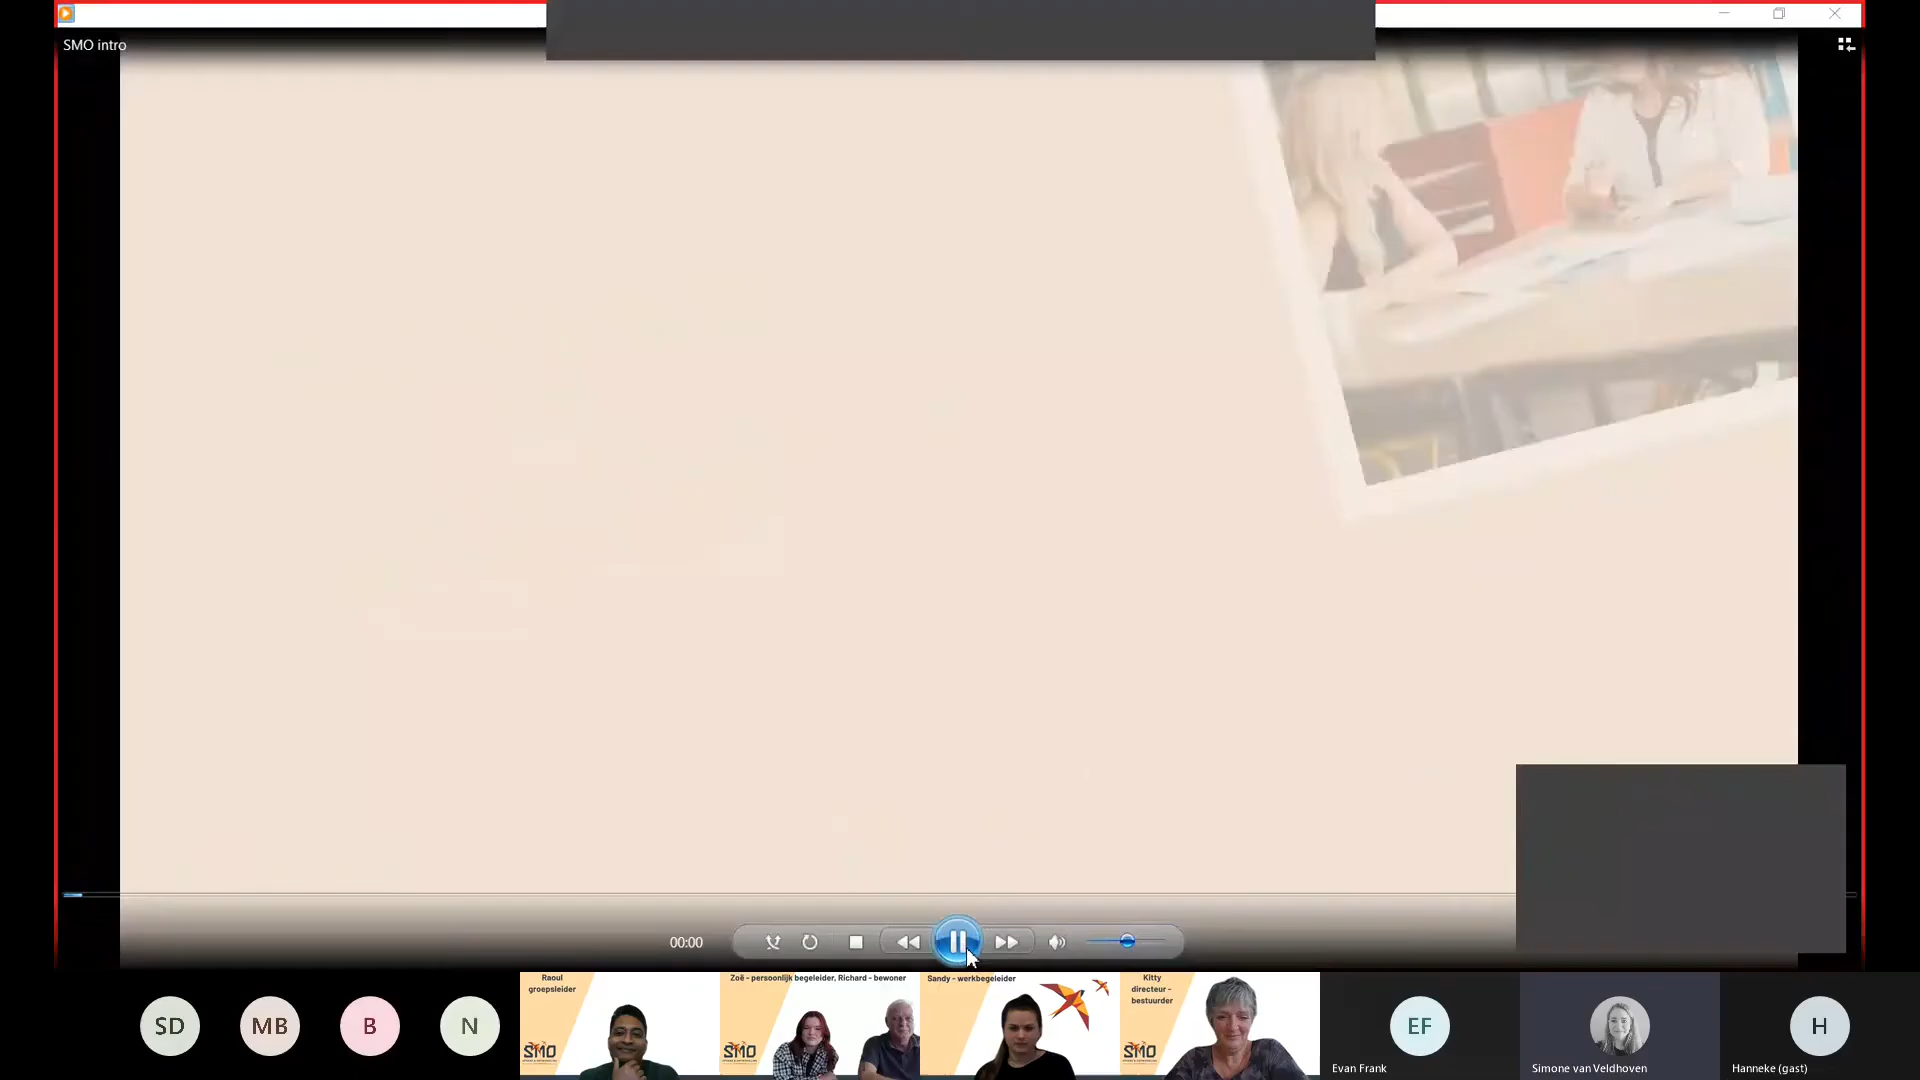 SMO intro
00:00
SD
MB
B
N
Raoul
groepsleider
SMO
Zoë - persoonlijk begeleider, Richard - bewoner
SMO
Sandy - werkbegeleider
SMO
Kitty
directeur -
bestuurder
SMO
EF
Evan Frank
Simone van Veldhoven
H
Hanneke (gast)